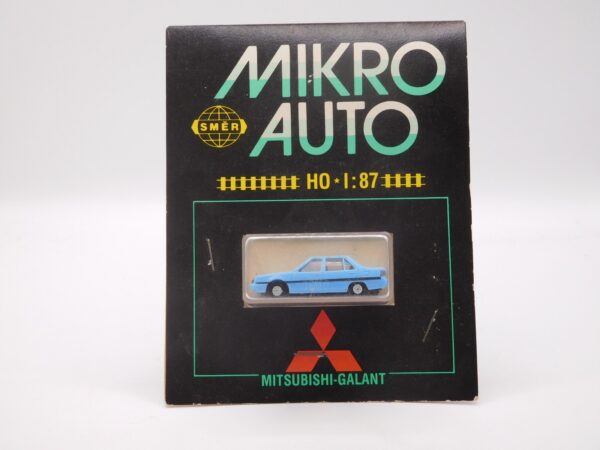 MIKRO
AUTO
SMĚR
HO ★ 1:87
MITSUBISHI-GALANT